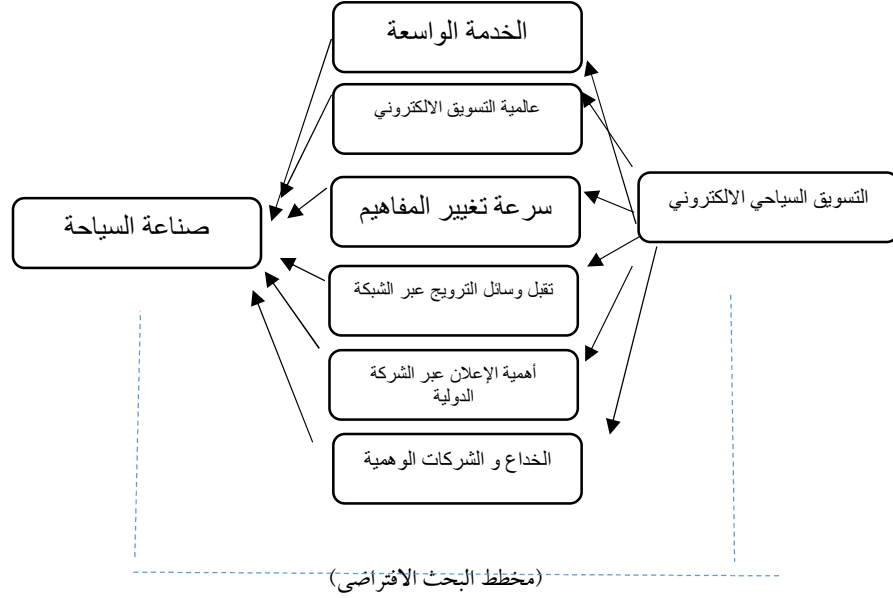 الخدمة الواسعة
عالمية التسويق الالكتروني
التسويق السياحي الالكتروني
سرعة تغيير المفاهيم
صناعة السياحة
تقبل وسائل الترويج عبر الشبكة
أهمية الإعلان عبر الشركة
الدولية
الخداع و الشركات الوهمية
(مخطط البحث الافتراضي)